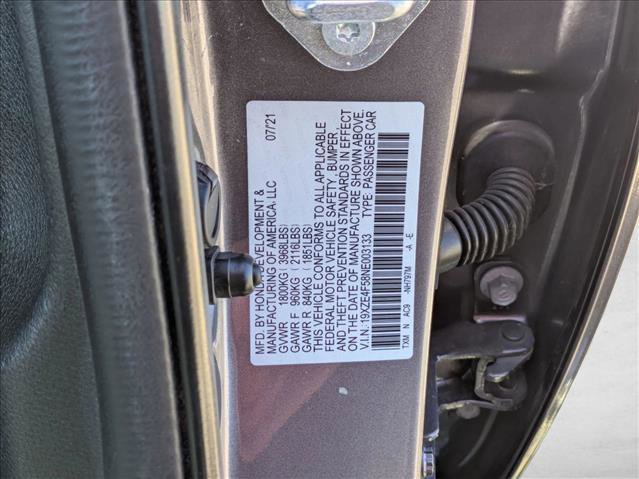 MFD. BY HONDA DEVELOPMENT & 07/21
MANUFACTURING OF AMERICA, LLC
GVWR 1800KG (3968LBS)
GAWR F 960KG (2116LBS)
GAWR R 840KG (1851LBS)
THIS VEHICLE CONFORMS TO ALL APPLICABLE
FEDERAL MOTOR VEHICLE SAFETY, BUMPER,
AND THEFT PREVENTION STANDARDS IN EFFECT
ON THE DATE OF MANUFACTURE SHOWN ABOVE.
V.I.N.: 19XZE4F58NE003133 TYPE PASSENGER CAR
TXM N AC9 -NH797M -A -E